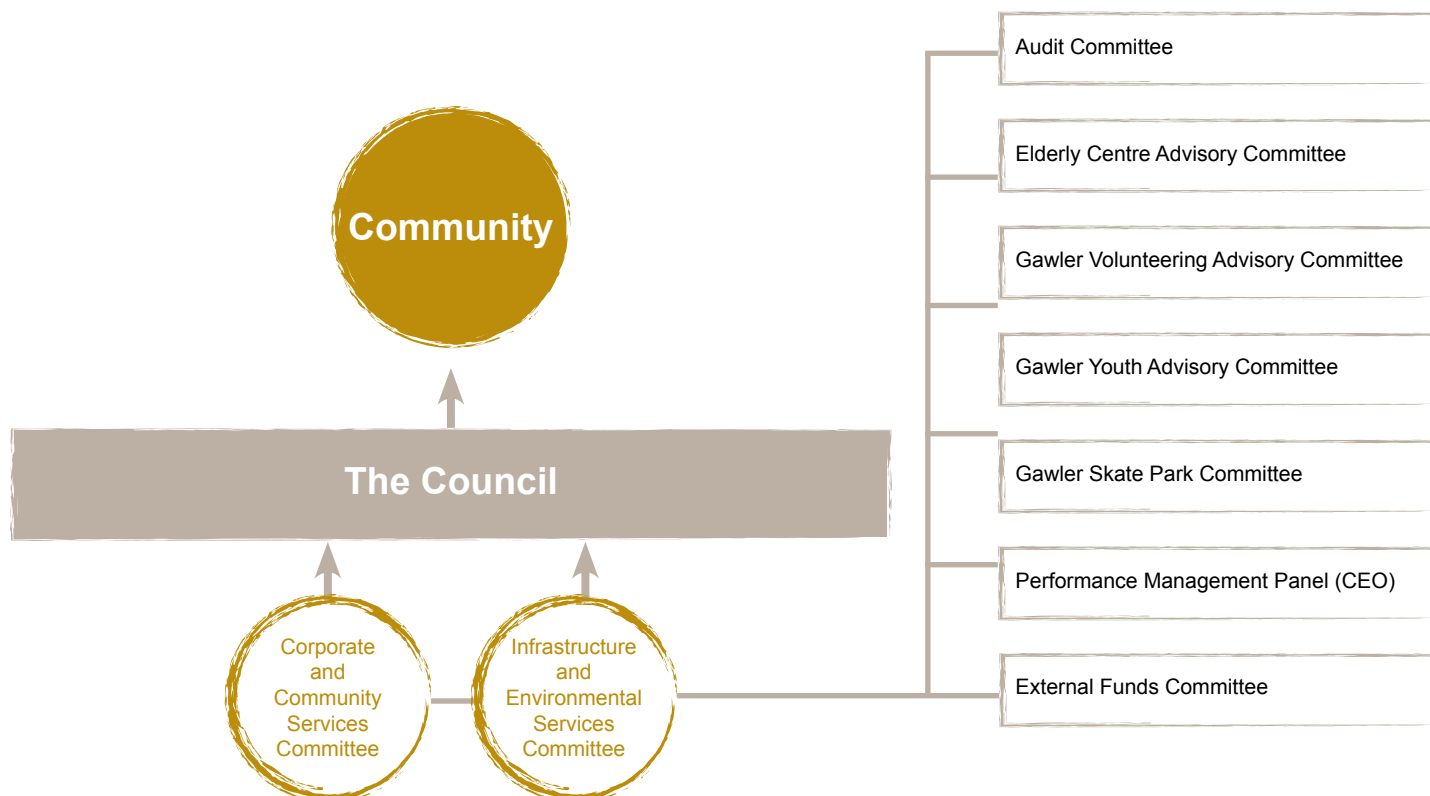 Community
The Council
Corporate
and
Community
Services
Committee
Infrastructure
and
Environmental
Services
Committee
Audit Committee
Elderly Centre Advisory Committee
Gawler Volunteering Advisory Committee
Gawler Youth Advisory Committee
Gawler Skate Park Committee
Performance Management Panel (CEO)
External Funds Committee